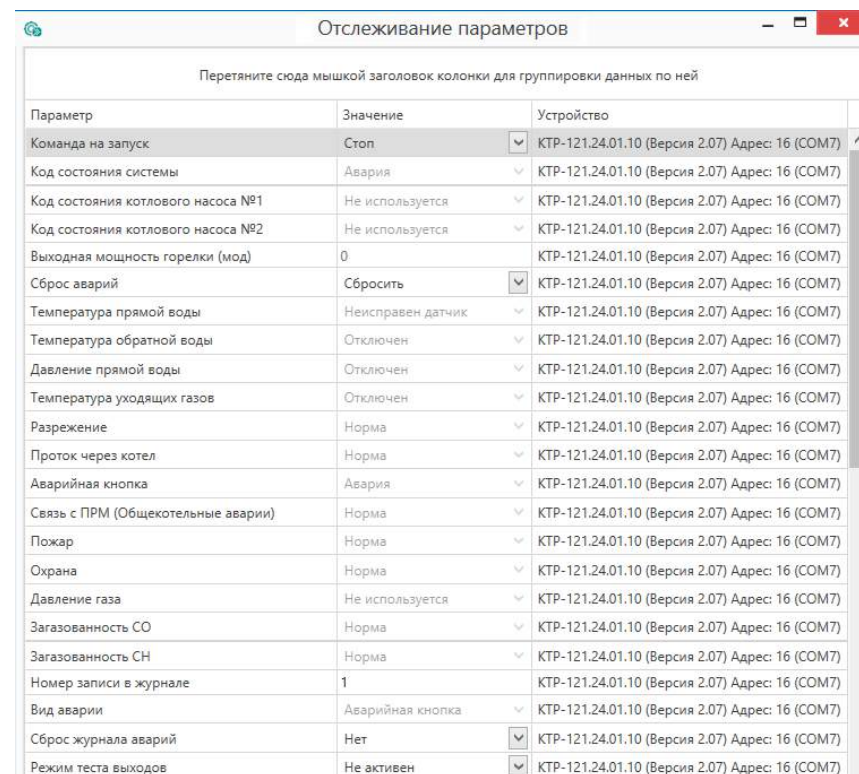 Отслеживание параметров
Перетяните сюда мышкой заголовок колонки для группировки данных по ней
Параметр Значение Устройство
Команда на запуск Стоп КТР-121.24.01.10 (Версия 2.07) Адрес: 16 (COM7)
Код состояния системы Авария КТР-121.24.01.10 (Версия 2.07) Адрес: 16 (COM7)
Код состояния котлового насоса №1 Не используется КТР-121.24.01.10 (Версия 2.07) Адрес: 16 (COM7)
Код состояния котлового насоса №2 Не используется КТР-121.24.01.10 (Версия 2.07) Адрес: 16 (COM7)
Выходная мощность горелки (мод) 0 КТР-121.24.01.10 (Версия 2.07) Адрес: 16 (COM7)
Сброс аварий Сбросить КТР-121.24.01.10 (Версия 2.07) Адрес: 16 (COM7)
Температура прямой воды Неисправен датчик КТР-121.24.01.10 (Версия 2.07) Адрес: 16 (COM7)
Температура обратной воды Отключен КТР-121.24.01.10 (Версия 2.07) Адрес: 16 (COM7)
Давление прямой воды Отключен КТР-121.24.01.10 (Версия 2.07) Адрес: 16 (COM7)
Температура уходящих газов Отключен КТР-121.24.01.10 (Версия 2.07) Адрес: 16 (COM7)
Разрежение Норма КТР-121.24.01.10 (Версия 2.07) Адрес: 16 (COM7)
Проток через котел Норма КТР-121.24.01.10 (Версия 2.07) Адрес: 16 (COM7)
Аварийная кнопка Авария КТР-121.24.01.10 (Версия 2.07) Адрес: 16 (COM7)
Связь с ПРМ (Общекотельные аварии) Норма КТР-121.24.01.10 (Версия 2.07) Адрес: 16 (COM7)
Пожар Норма КТР-121.24.01.10 (Версия 2.07) Адрес: 16 (COM7)
Охрана Норма КТР-121.24.01.10 (Версия 2.07) Адрес: 16 (COM7)
Давление газа Не используется КТР-121.24.01.10 (Версия 2.07) Адрес: 16 (COM7)
Загазованность CO Норма КТР-121.24.01.10 (Версия 2.07) Адрес: 16 (COM7)
Загазованность CH Норма КТР-121.24.01.10 (Версия 2.07) Адрес: 16 (COM7)
Номер записи в журнале 1 КТР-121.24.01.10 (Версия 2.07) Адрес: 16 (COM7)
Вид аварии Аварийная кнопка КТР-121.24.01.10 (Версия 2.07) Адрес: 16 (COM7)
Сброс журнала аварий Нет КТР-121.24.01.10 (Версия 2.07) Адрес: 16 (COM7)
Режим теста выходов Не активен КТР-121.24.01.10 (Версия 2.07) Адрес: 16 (COM7)